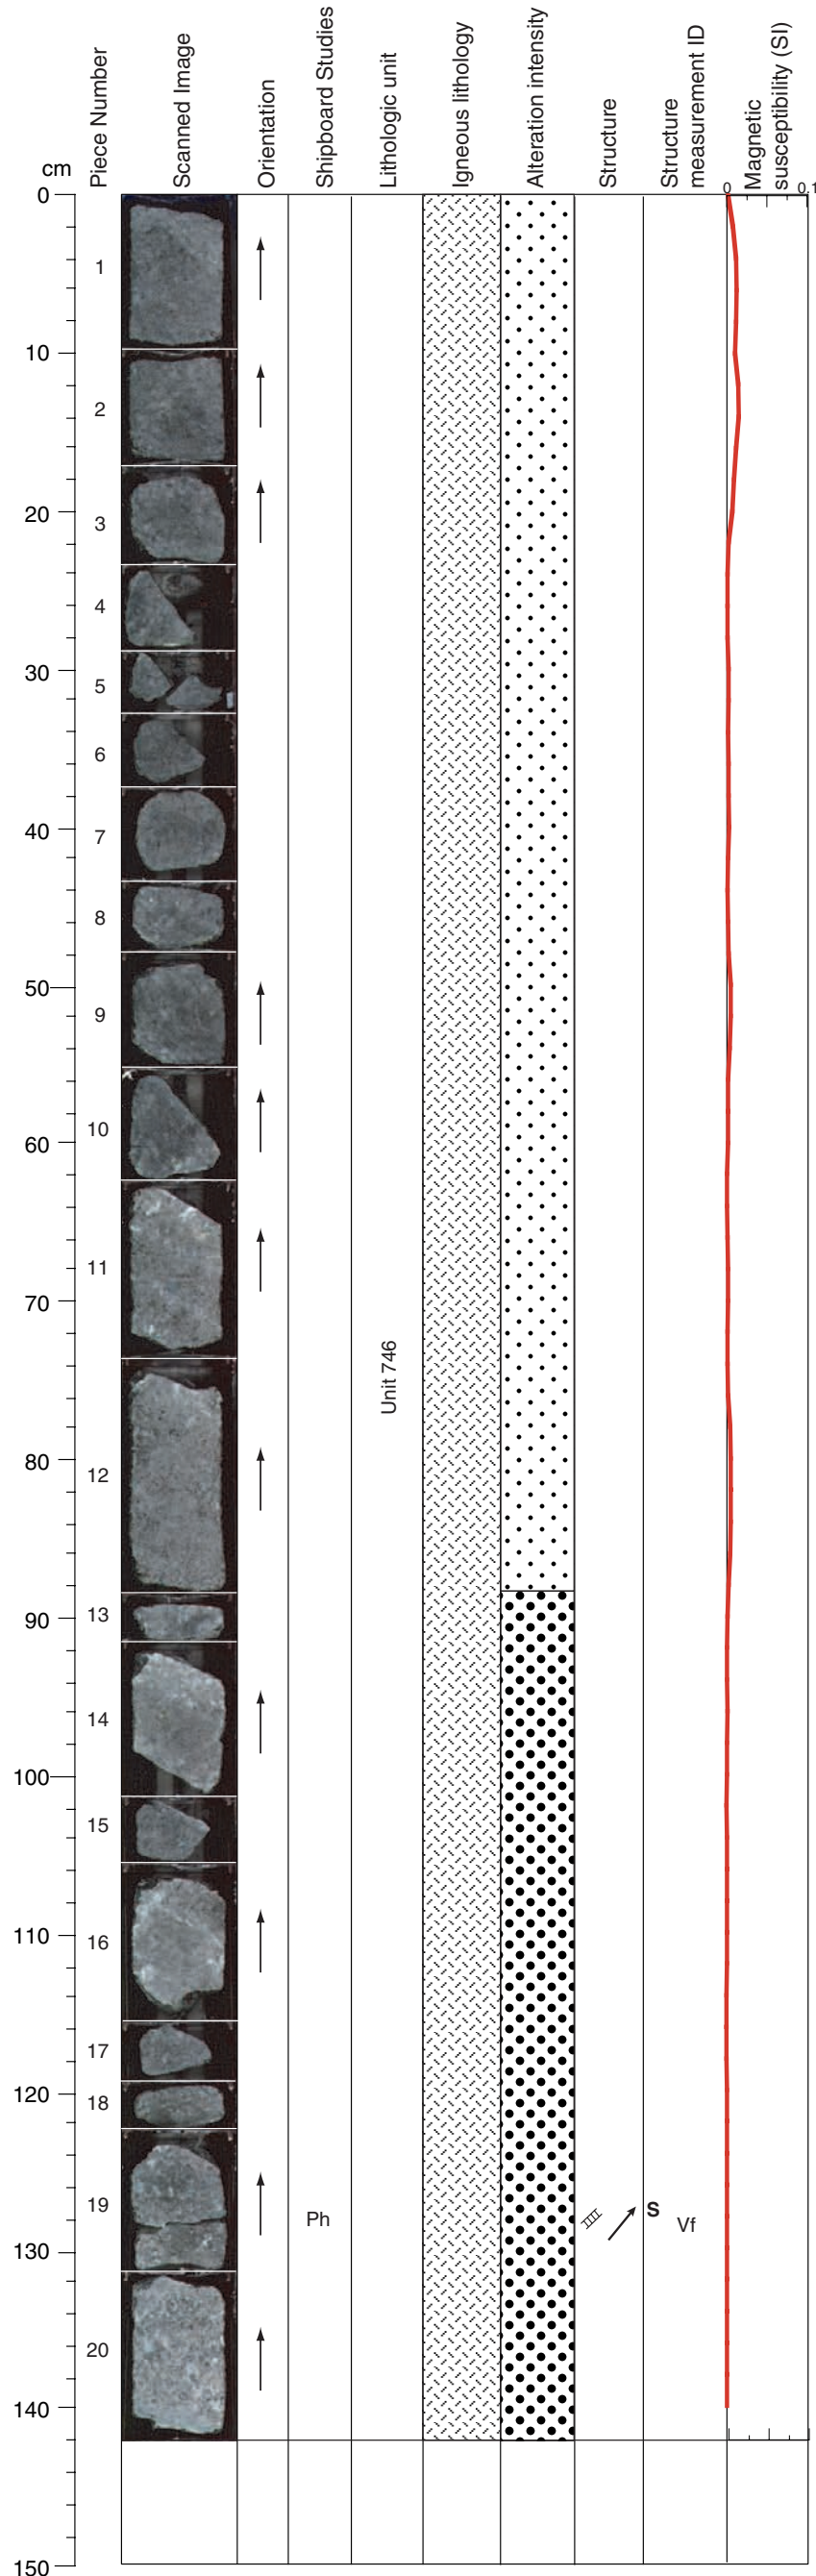 cm
Piece Number
Scanned Image
Orientation
Shipboard Studies
Lithologic unit
Igneous lithology
Alteration intensity
Structure
Structure
measurement ID
Magnetic
susceptibility (SI)
0
0.1
0
1
10
2
20
3
4
30
5
6
40
7
8
50
9
10
60
11
70
Unit 746
80
12
90
13
14
100
15
110
16
17
120
18
19
Ph
S
Vf
130
20
140
150